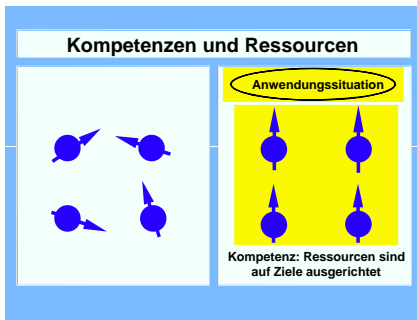 Kompetenzen und Ressourcen
Anwendungssituation
Kompetenz: Ressourcen sind
auf Ziele ausgerichtet